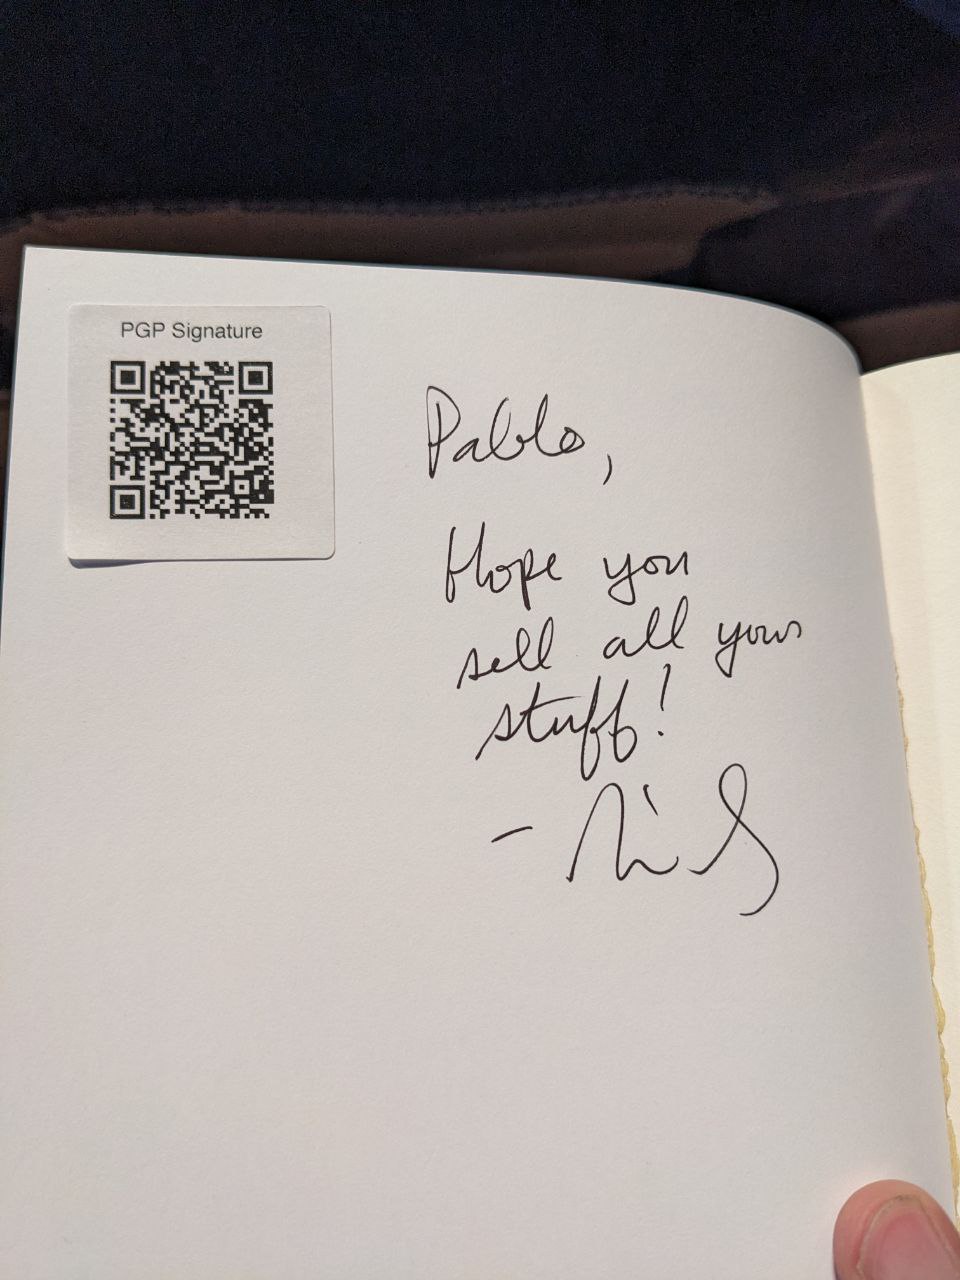 PGP Signature
Pablo,
Hope you
sell all your
stuff!